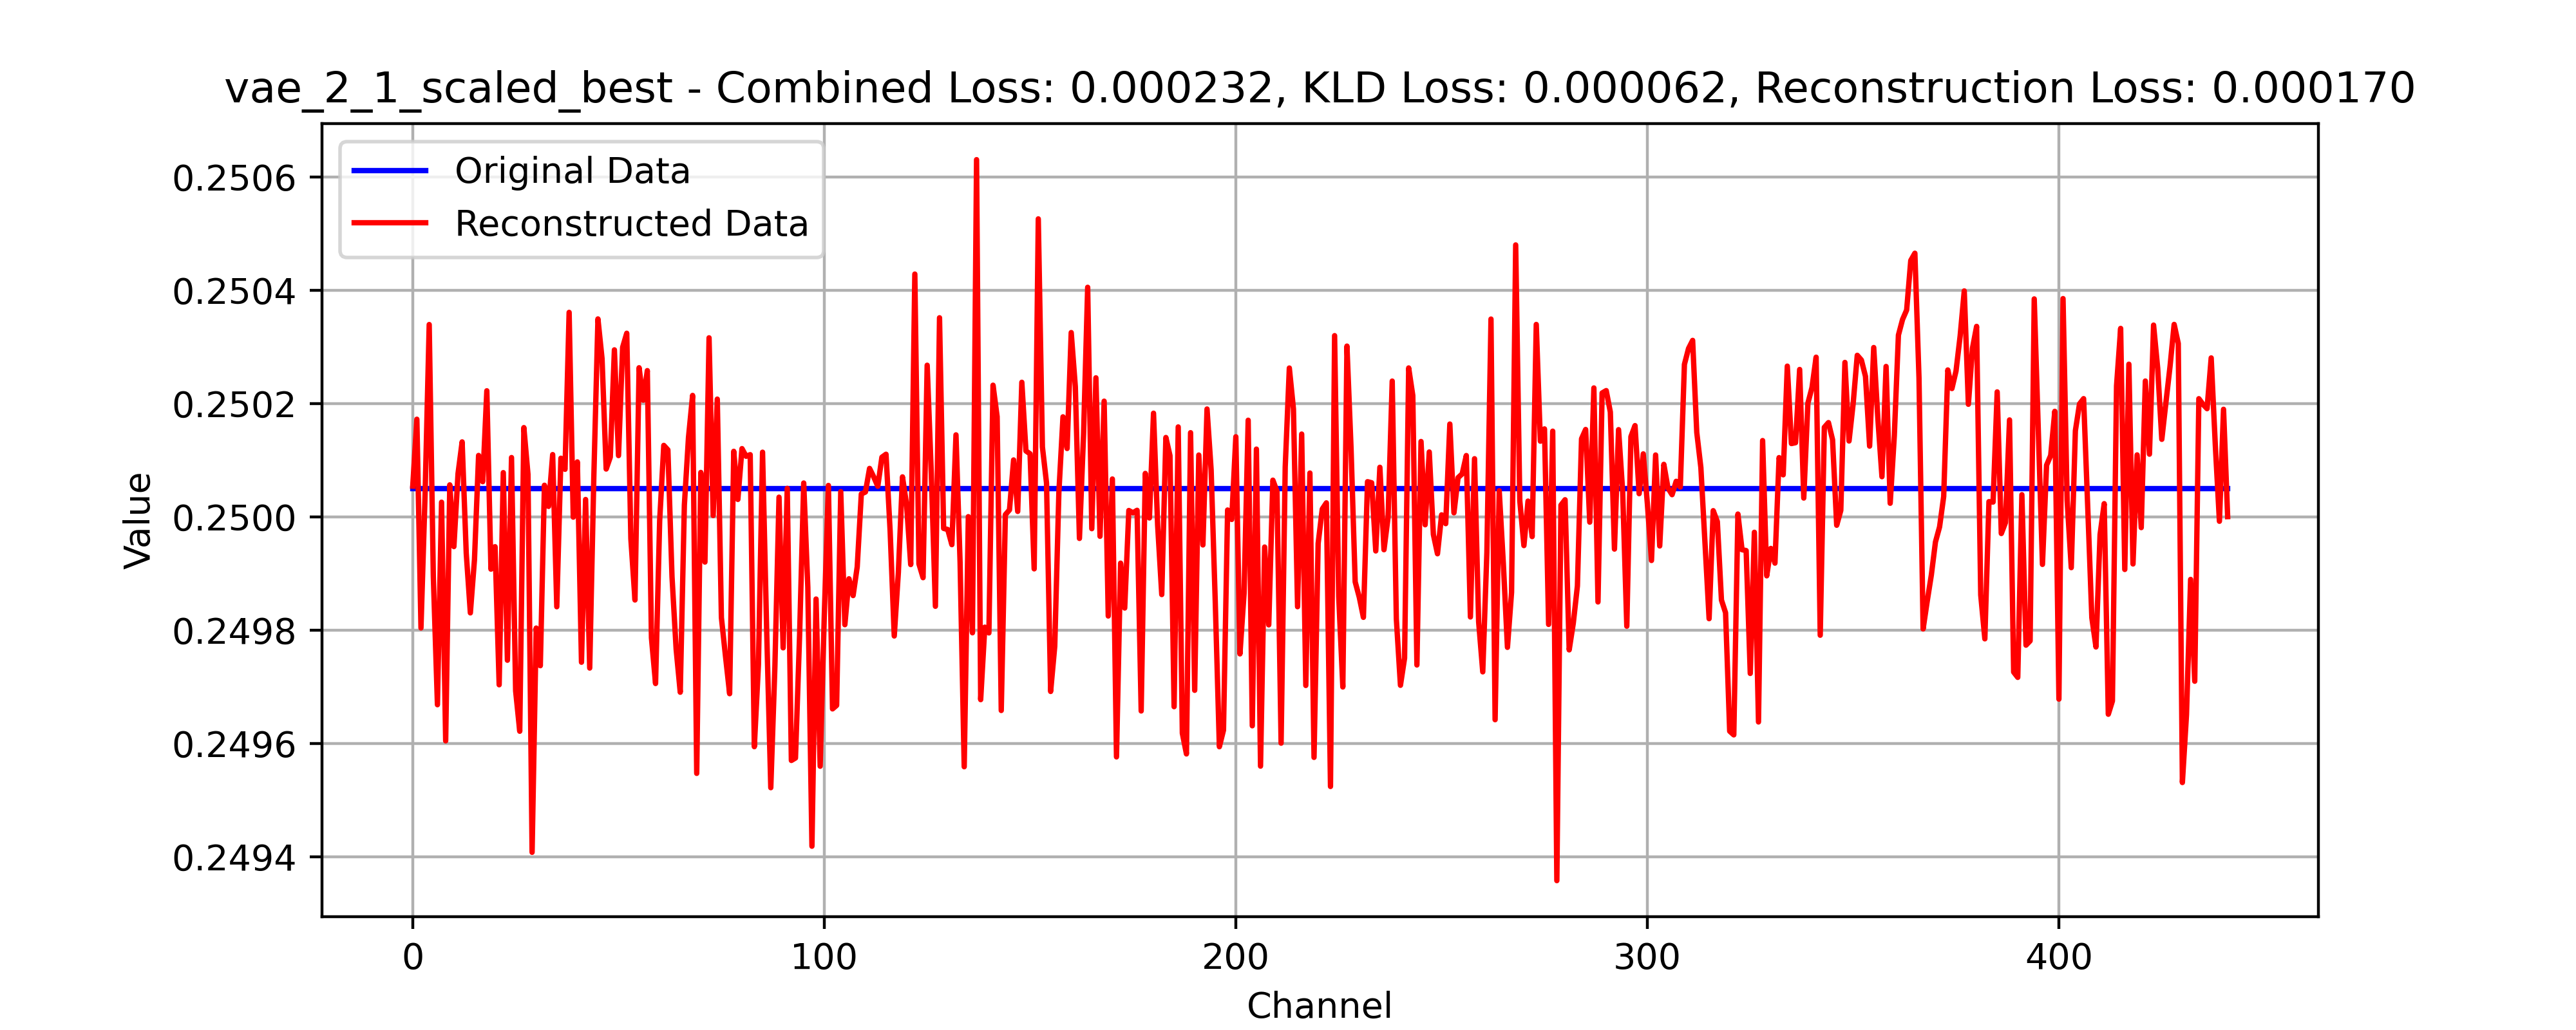 vae_2_1_scaled_best - Combined Loss: 0.000232, KLD Loss: 0.000062, Reconstruction Loss: 0.000170
Original Data
Reconstructed Data
0.2506
0.2504
0.2502
0.2500
0.2498
0.2496
0.2494
Value
0 100 200 300 400
Channel